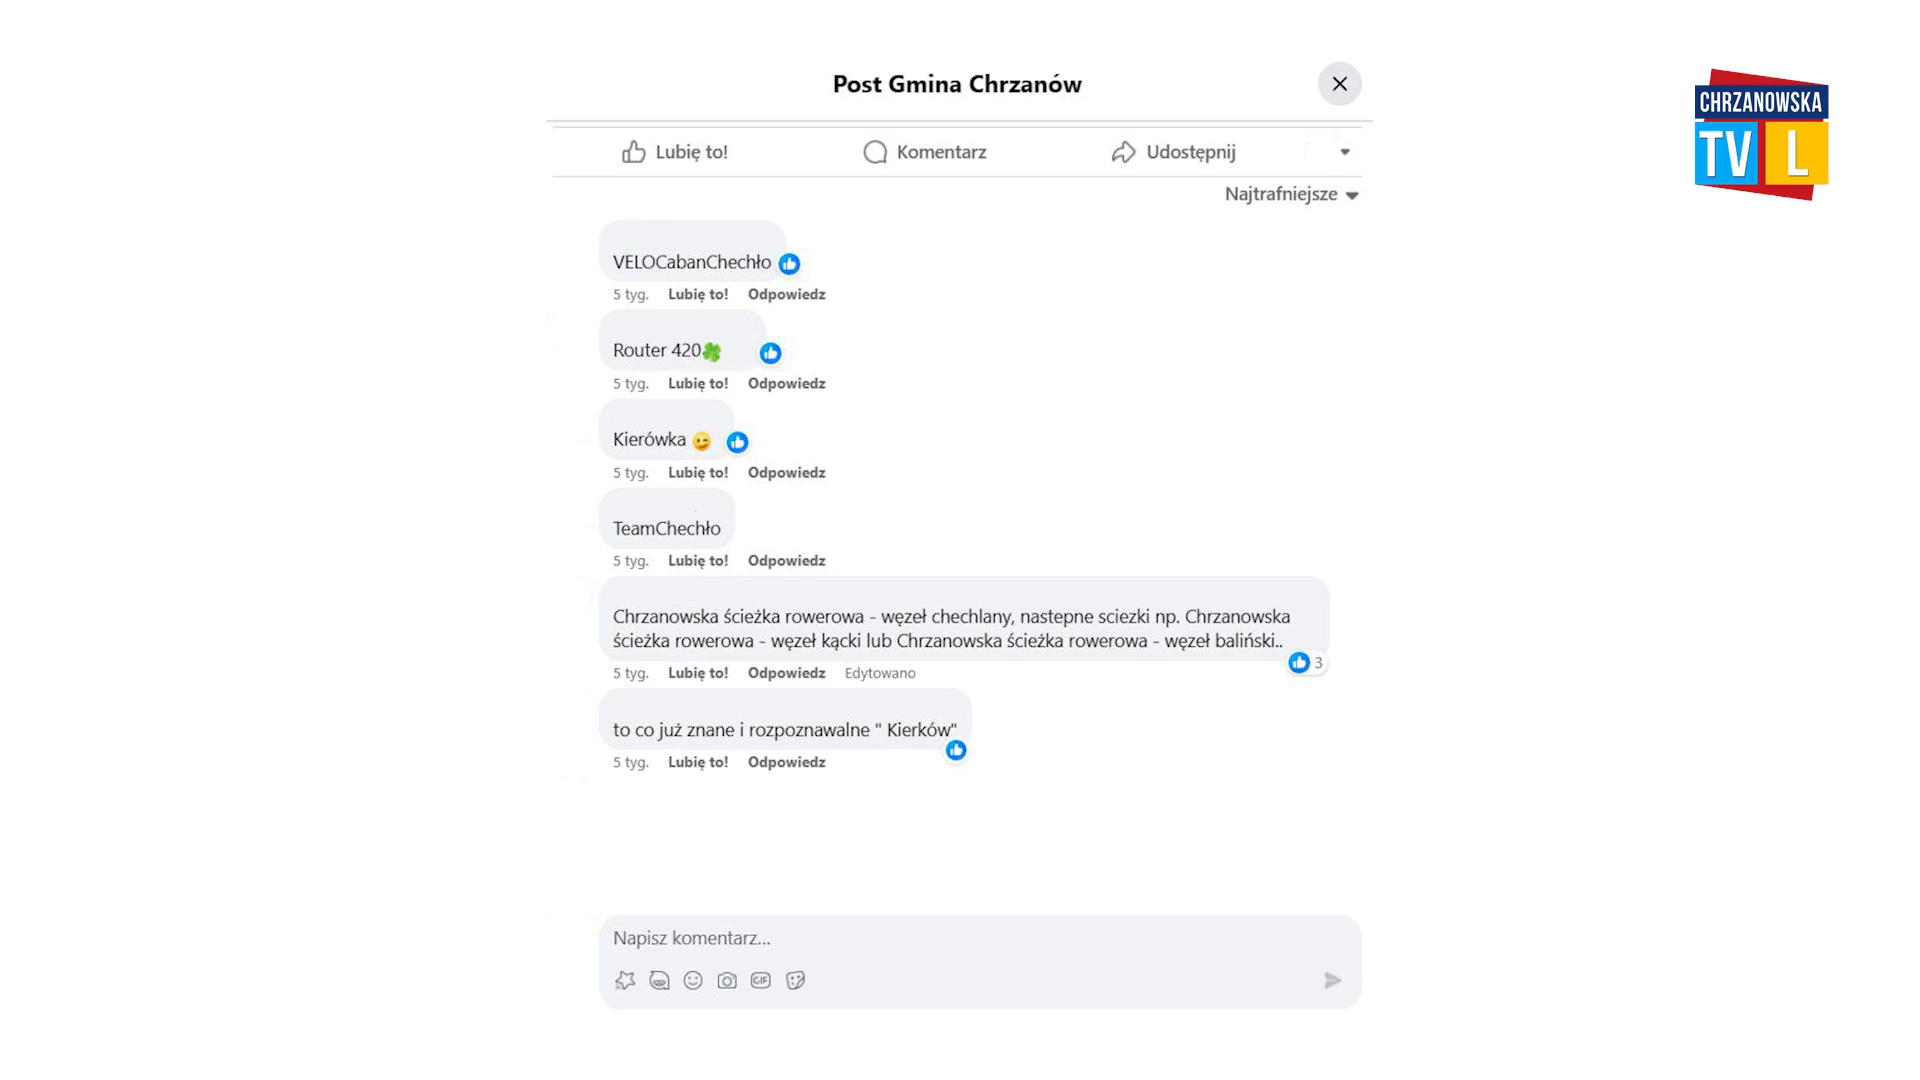 Post Gmina Chrzanów
CHRZANOWSKA
TV L
Lubię to! Komentarz Udostępnij
Najtrafniejsze
VELOCabanChechło
5 tyg. Lubię to! Odpowiedz
Router 420🍀
5 tyg. Lubię to! Odpowiedz
Kierówka 😉
5 tyg. Lubię to! Odpowiedz
TeamChechło
5 tyg. Lubię to! Odpowiedz
Chrzanowska ścieżka rowerowa - węzeł chechlany, nastepne sciezki np. Chrzanowska
ścieżka rowerowa - węzeł kącki lub Chrzanowska ścieżka rowerowa - węzeł baliński..
3
5 tyg. Lubię to! Odpowiedz Edytowano
to co już znane i rozpoznawalne " Kierków"
5 tyg. Lubię to! Odpowiedz
Napisz komentarz...
GIF